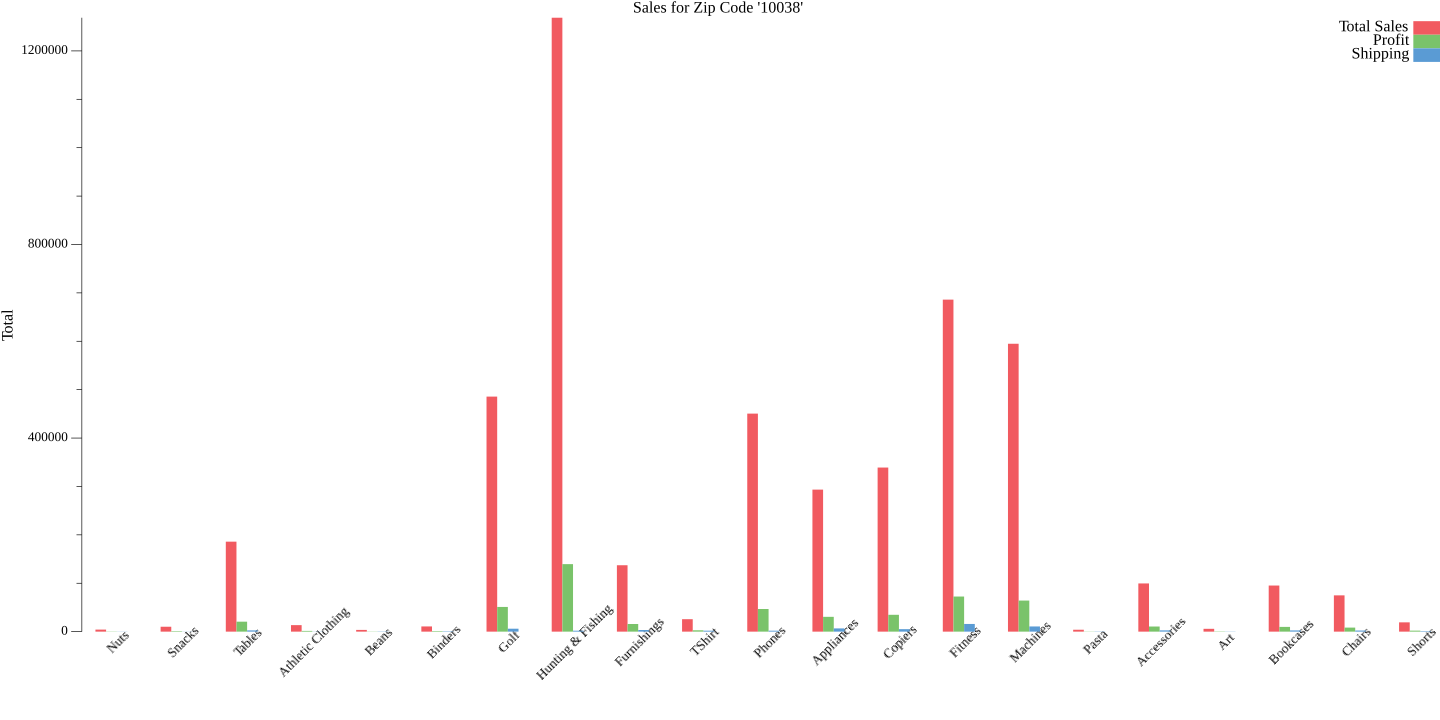 Sales for Zip Code '10038'
Total Sales
Profit
Shipping
1200000
800000
400000
0
Total
Nuts
Snacks
Tables
Athletic Clothing
Beans
Binders
Golf
Hunting & Fishing
Furnishings
TShirt
Phones
Appliances
Copiers
Fitness
Machines
Pasta
Accessories
Art
Bookcases
Chairs
Shorts